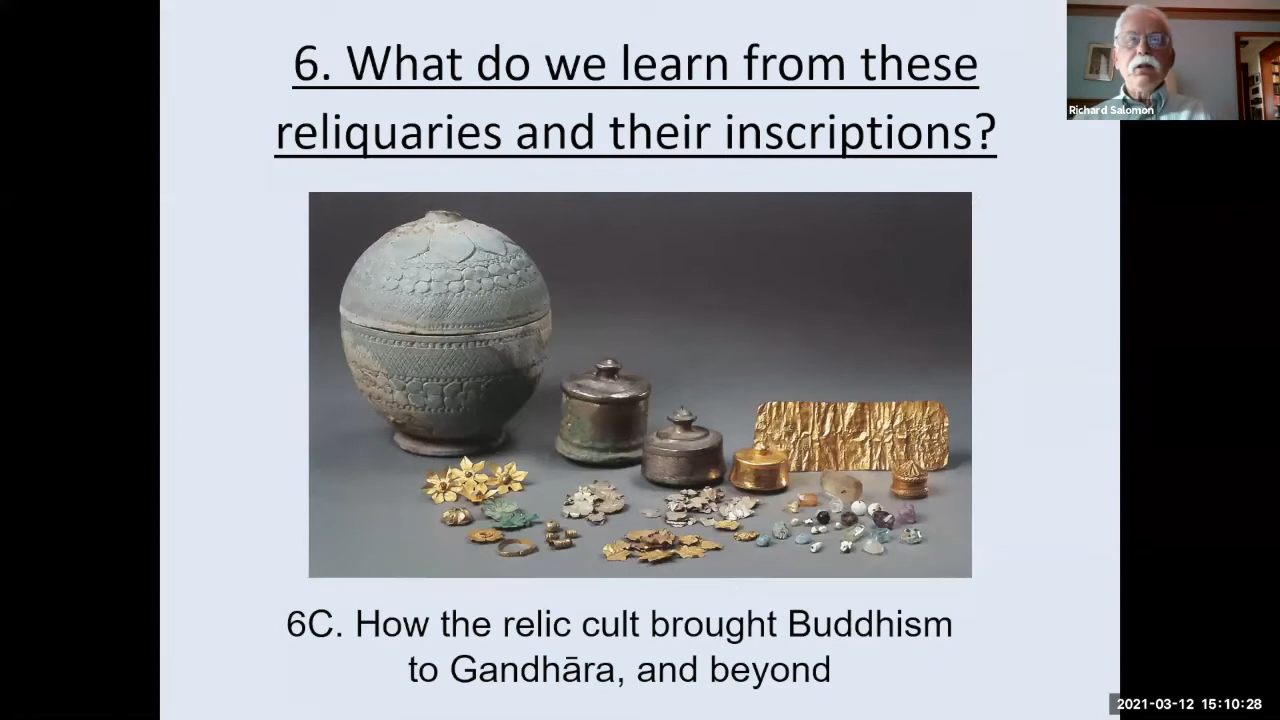 6. What do we learn from these
reliquaries and their inscriptions?
Richard Salomon
6C. How the relic cult brought Buddhism
to Gandhāra, and beyond
2021-03-12 15:10:28